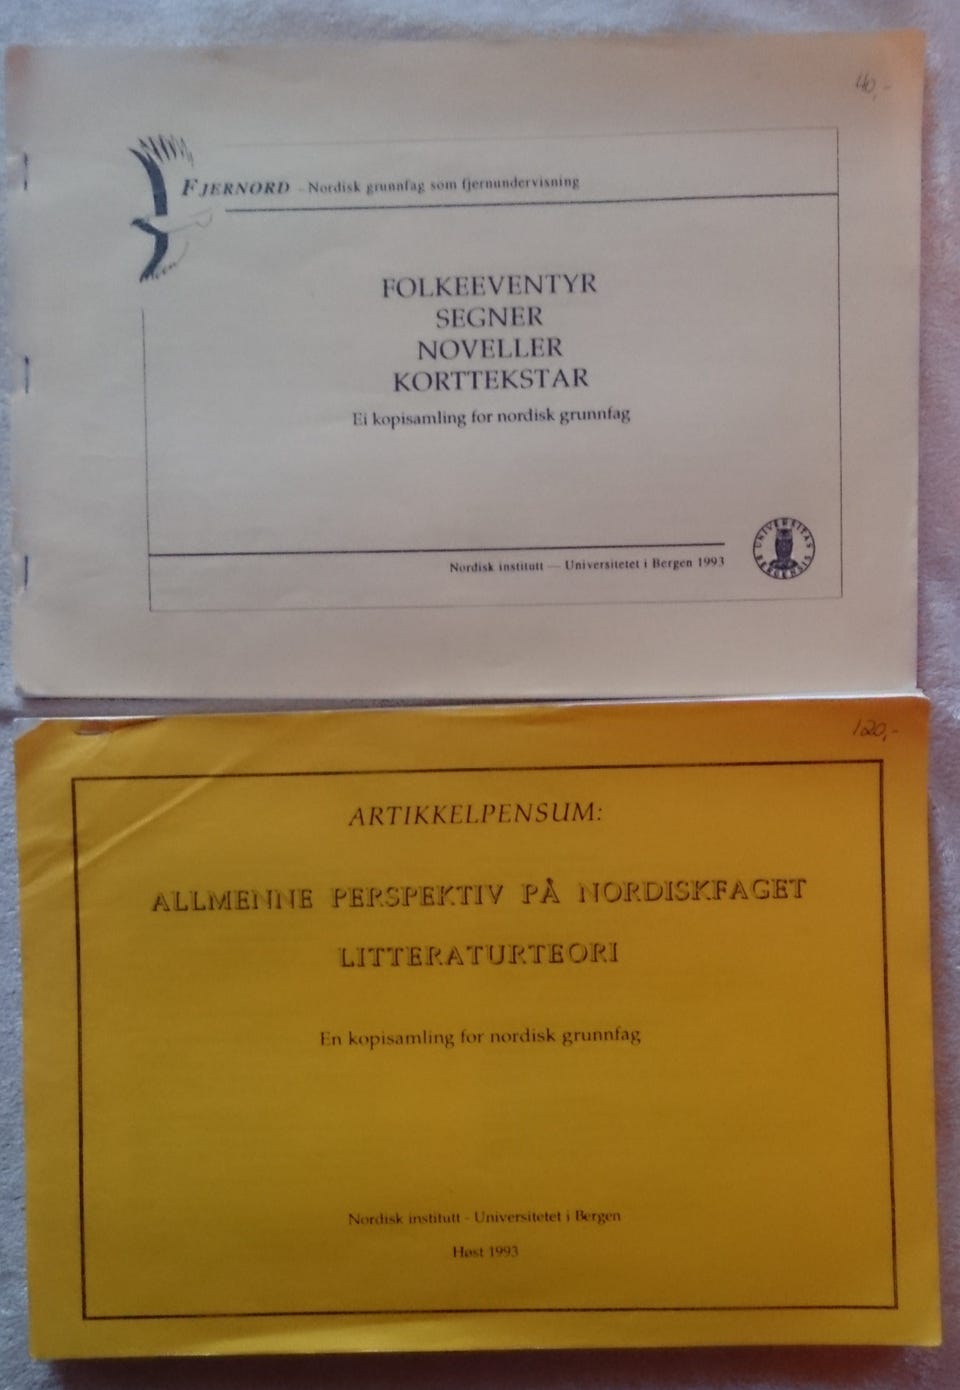 40,-
FJERNORD - Nordisk grunnfag som fjernundervisning
FOLKEEVENTYR
SEGNER
NOVELLER
KORTTEKSTAR
Ei kopisamling for nordisk grunnfag
Nordisk institutt — Universitetet i Bergen 1993
UNIVERSITAS BERGENSIS
120,-
ARTIKKELPENSUM:
ALLMENNE PERSPEKTIV PÅ NORDISKFAGET
LITTERATURTEORI
En kopisamling for nordisk grunnfag
Nordisk institutt - Universitetet i Bergen
Høst 1993